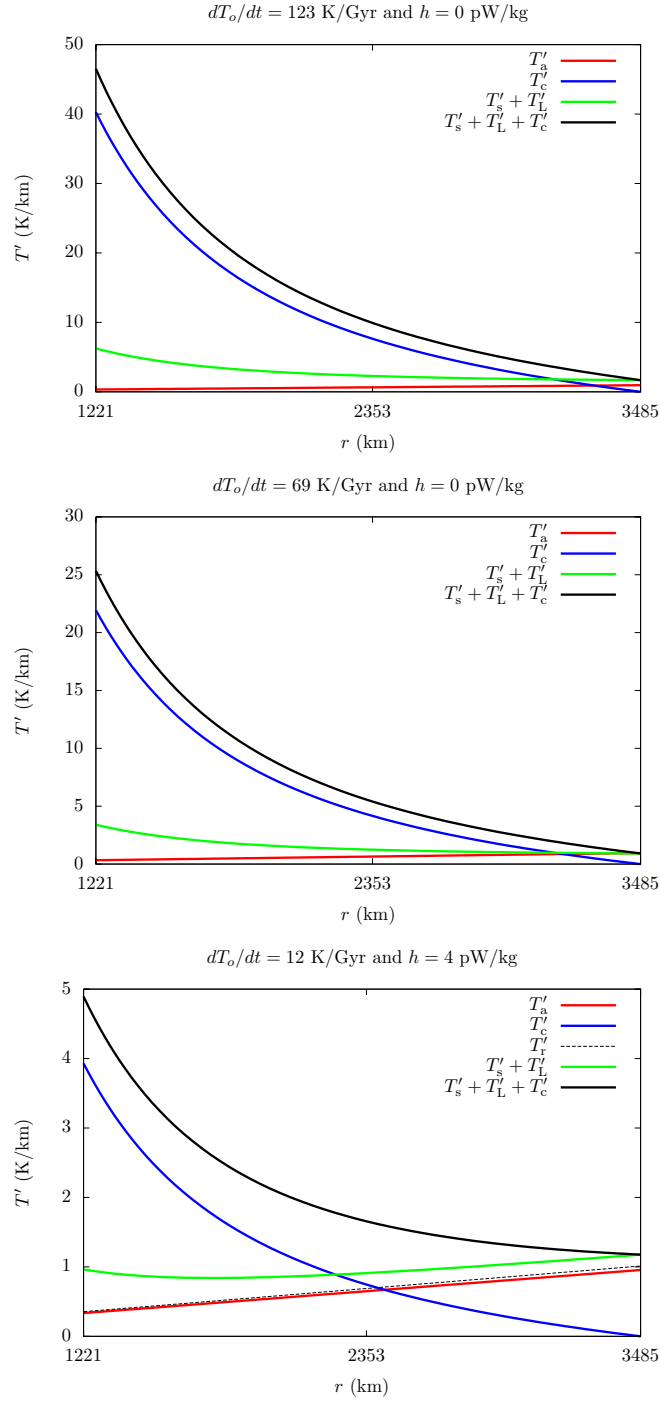 dT_o/dt = 123 K/Gyr and h = 0 pW/kg
T′_a
T′_c
T′_s + T′_L
T′_s + T′_L + T′_c
50
40
30
20
10
0
T′ (K/km)
1221 2353 3485
r (km)
dT_o/dt = 69 K/Gyr and h = 0 pW/kg
T′_a
T′_c
T′_s + T′_L
T′_s + T′_L + T′_c
30
25
20
15
10
5
0
T′ (K/km)
1221 2353 3485
r (km)
dT_o/dt = 12 K/Gyr and h = 4 pW/kg
T′_a
T′_c
T′_r
T′_s + T′_L
T′_s + T′_L + T′_c
5
4
3
2
1
0
T′ (K/km)
1221 2353 3485
r (km)